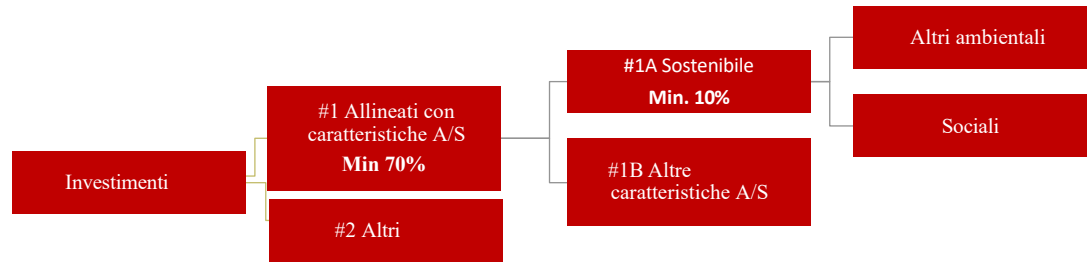 Investimenti
#1 Allineati con
caratteristiche A/S
Min 70%
#2 Altri
#1A Sostenibile
Min. 10%
#1B Altre
caratteristiche A/S
Altri ambientali
Sociali